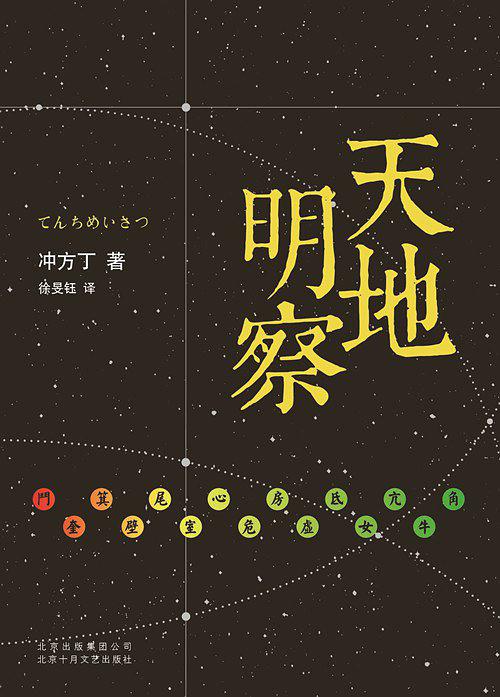 天地
明察
てんちめいさつ
冲方丁 著
徐旻钰 译
鬥 箕 尾 心 房 氐 亢 角
奎 壁 室 危 虛 女 牛
北京出版集团公司
北京十月文艺出版社